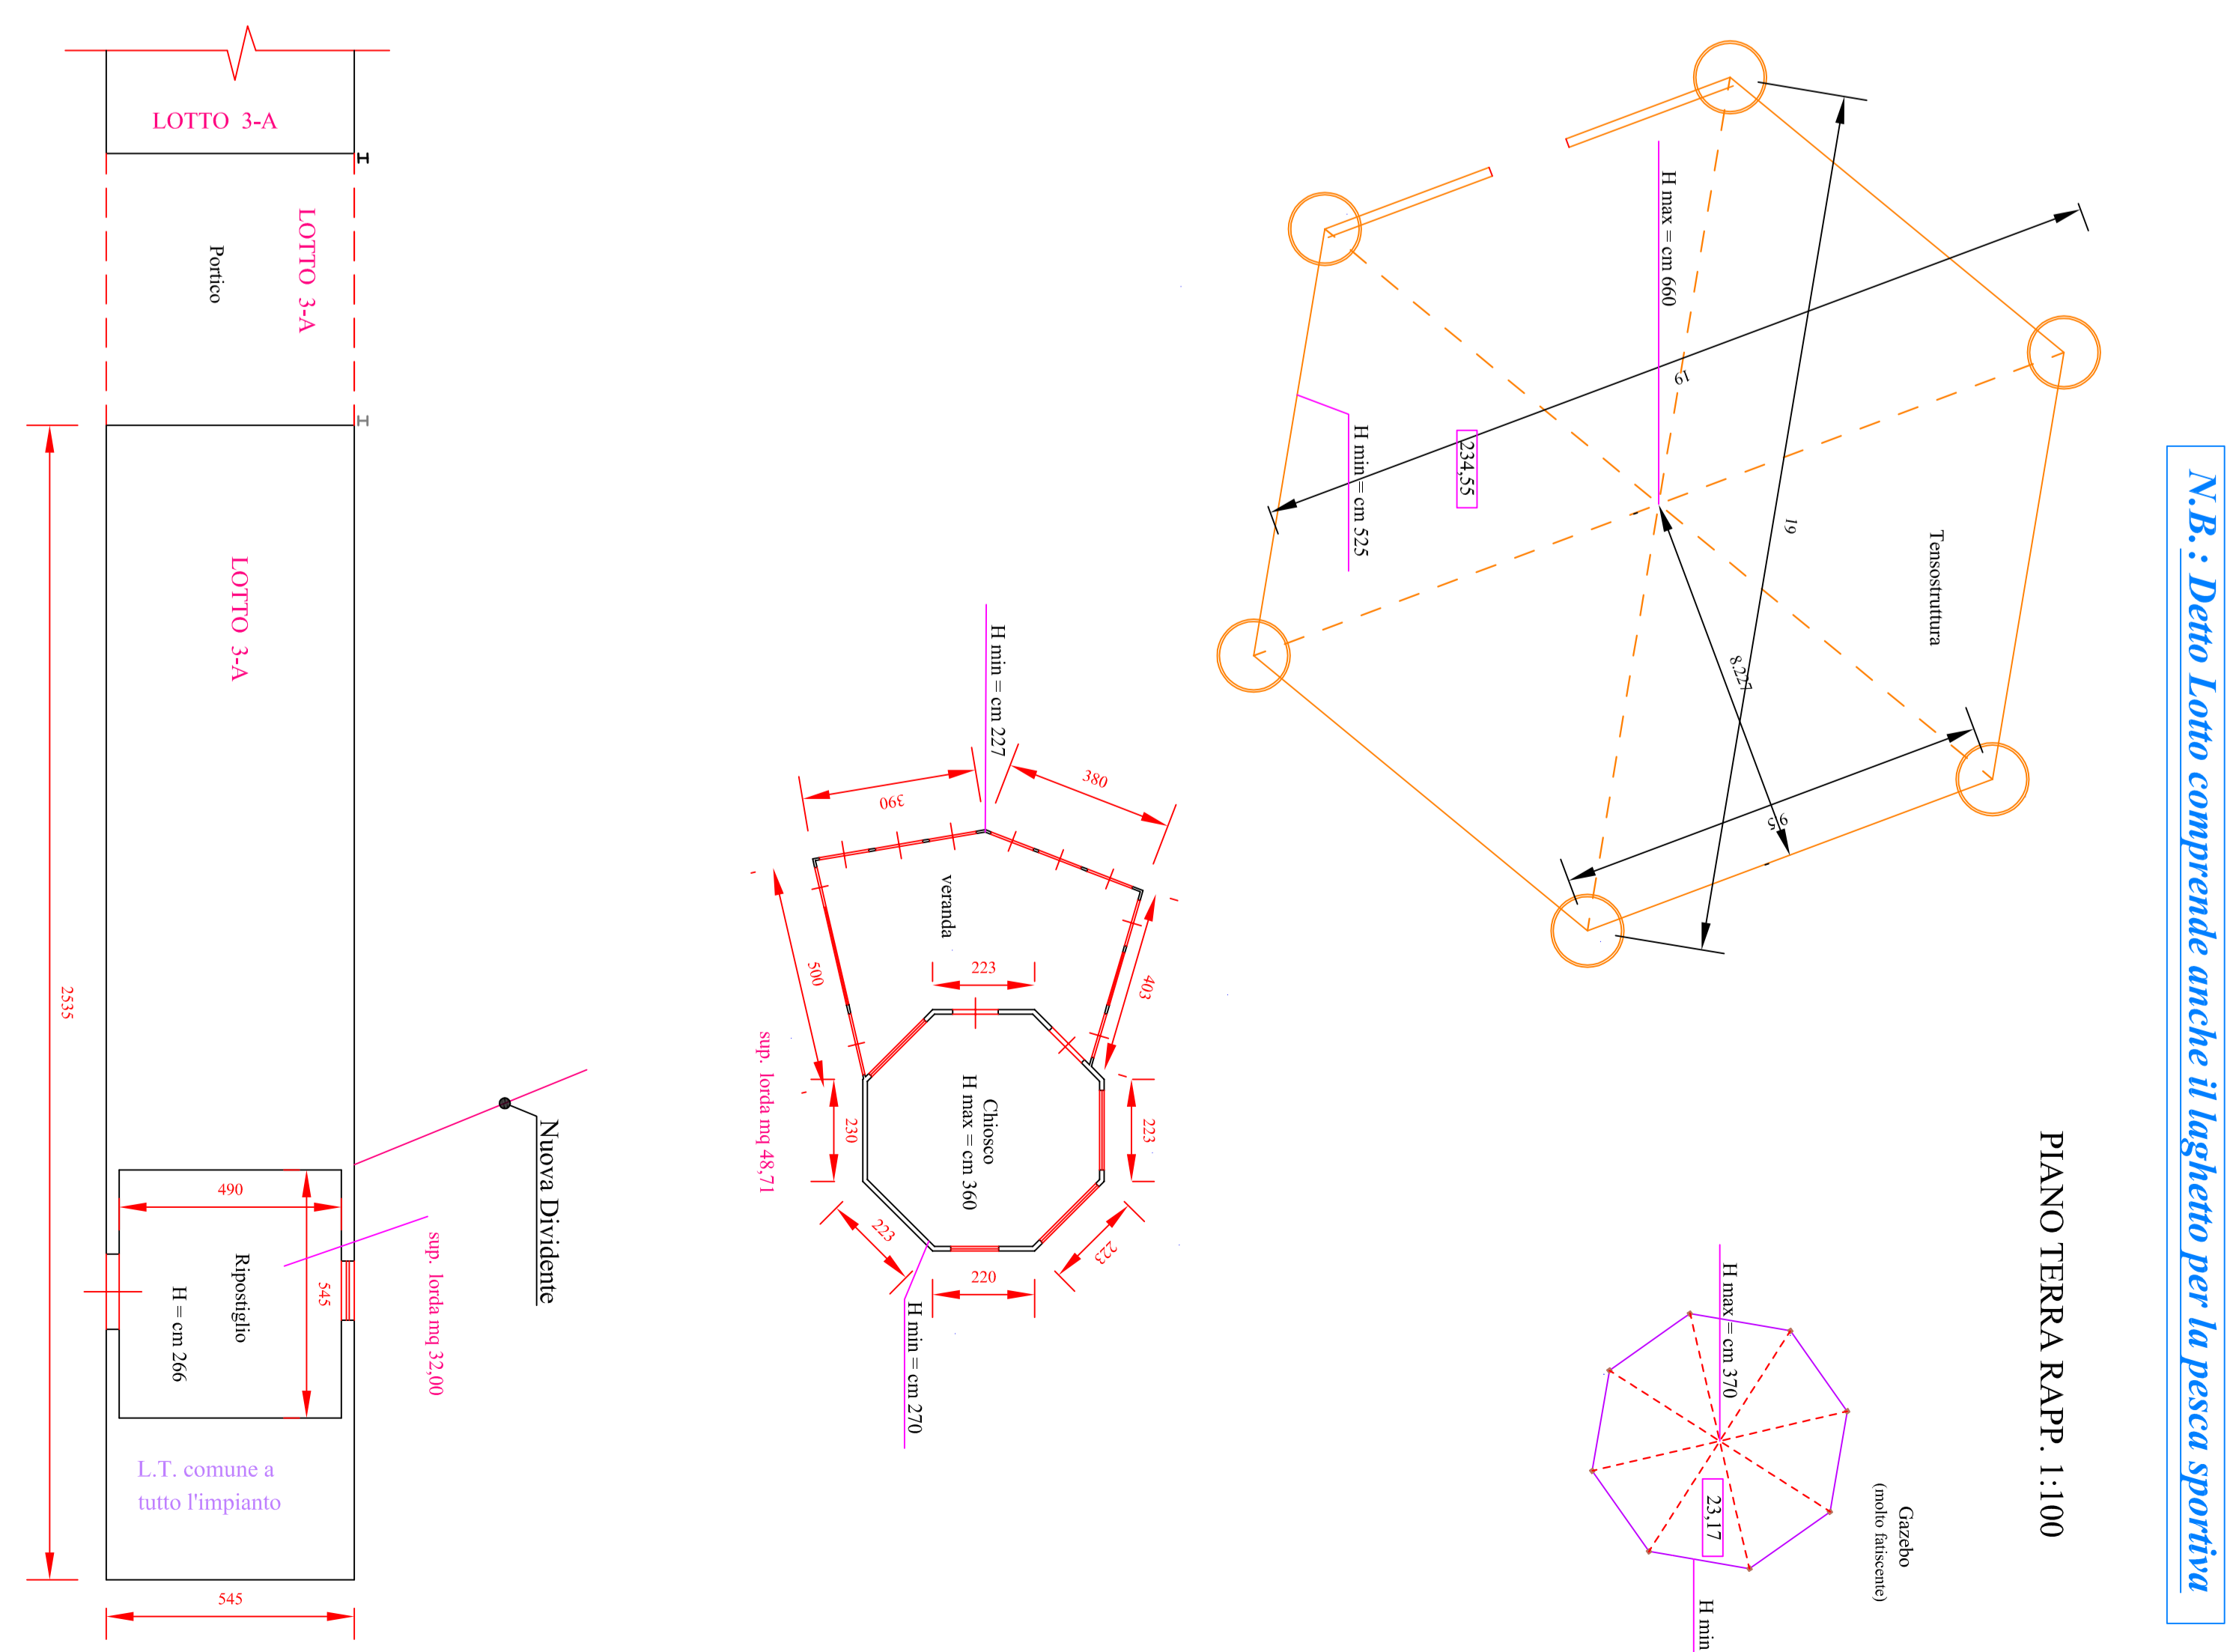 N.B. : Detto Lotto comprende anche il laghetto per la pesca sportiva
PIANO TERRA RAPP. 1:100
Tensostruttura
H max = cm 660
H min = cm 525
234,55
19
19
8.227
9.5
Gazebo
(molto fatiscente)
H max = cm 370
23,17
H min
H min = cm 227
380
390
veranda
500
403
223
Chiosco
H max = cm 360
230
223
223
223
220
H min = cm 270
sup. lorda mq 48,71
LOTTO 3-A
LOTTO 3-A
Portico
LOTTO 3-A
2535
Nuova Dividente
490
545
Ripostiglio
H = cm 266
sup. lorda mq 32,00
L.T. comune a
tutto l'impianto
545